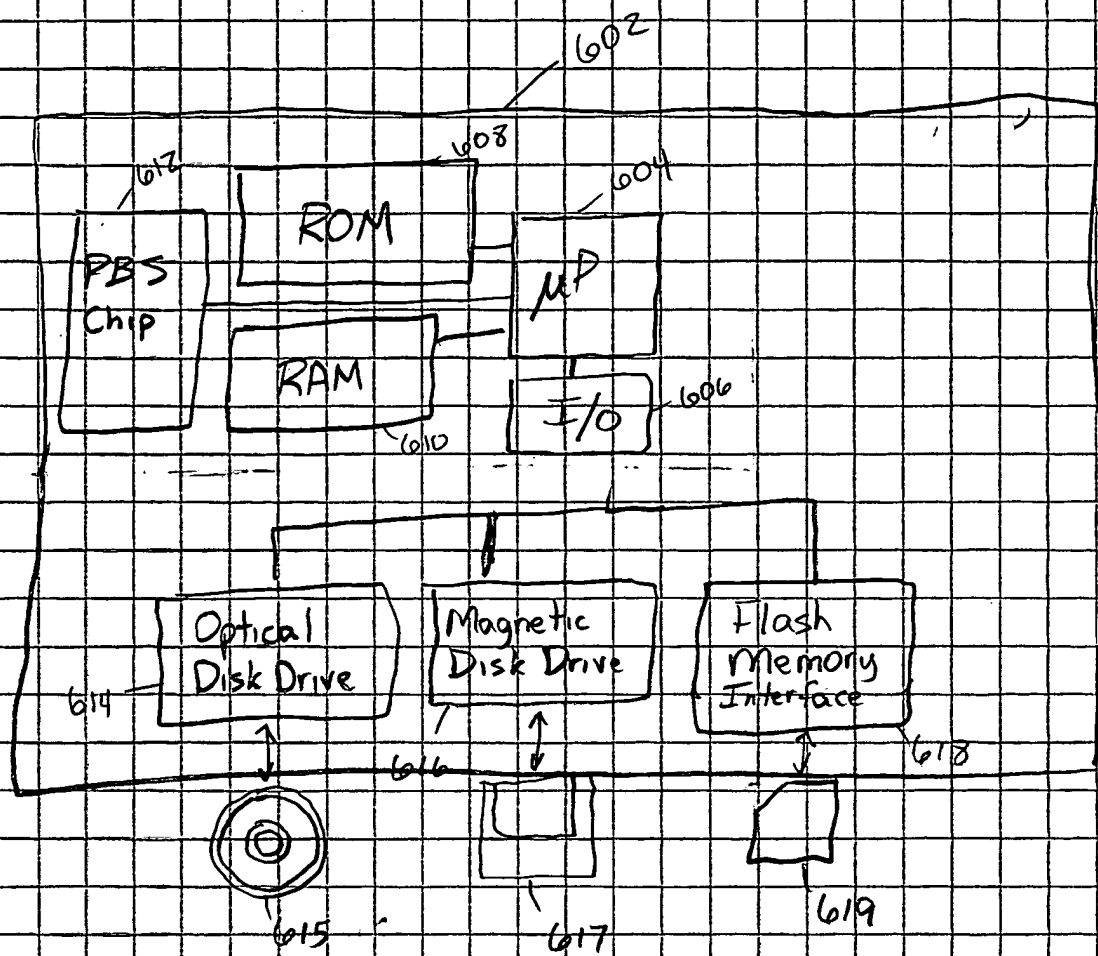 602
608
612
604
ROM
PBS
Chip
μP
RAM
606
I/O
610
Optical
Disk Drive
Magnetic
Disk Drive
Flash
Memory
Interface
614
616
618
615
617
619